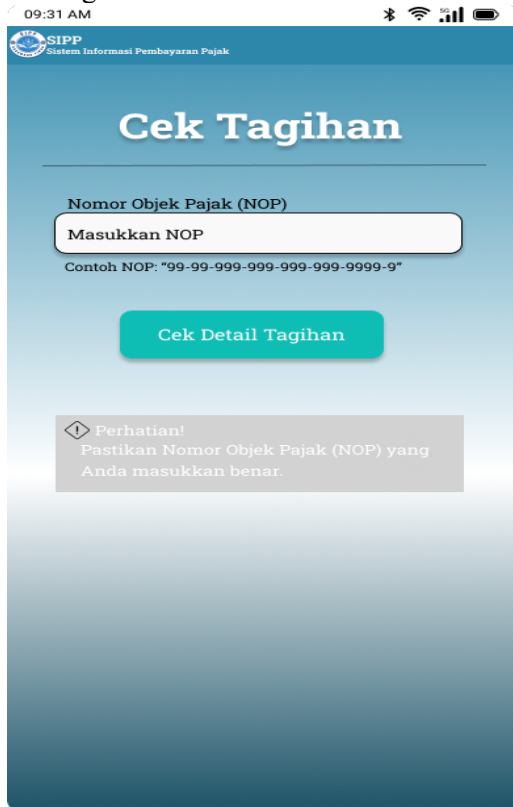 09:31 AM
5G
SIPP
Sistem Informasi Pembayaran Pajak
Cek Tagihan
Nomor Objek Pajak (NOP)
Masukkan NOP
Contoh NOP: "99-99-999-999-999-999-9999-9"
Cek Detail Tagihan
Perhatian!
Pastikan Nomor Objek Pajak (NOP) yang
Anda masukkan benar.